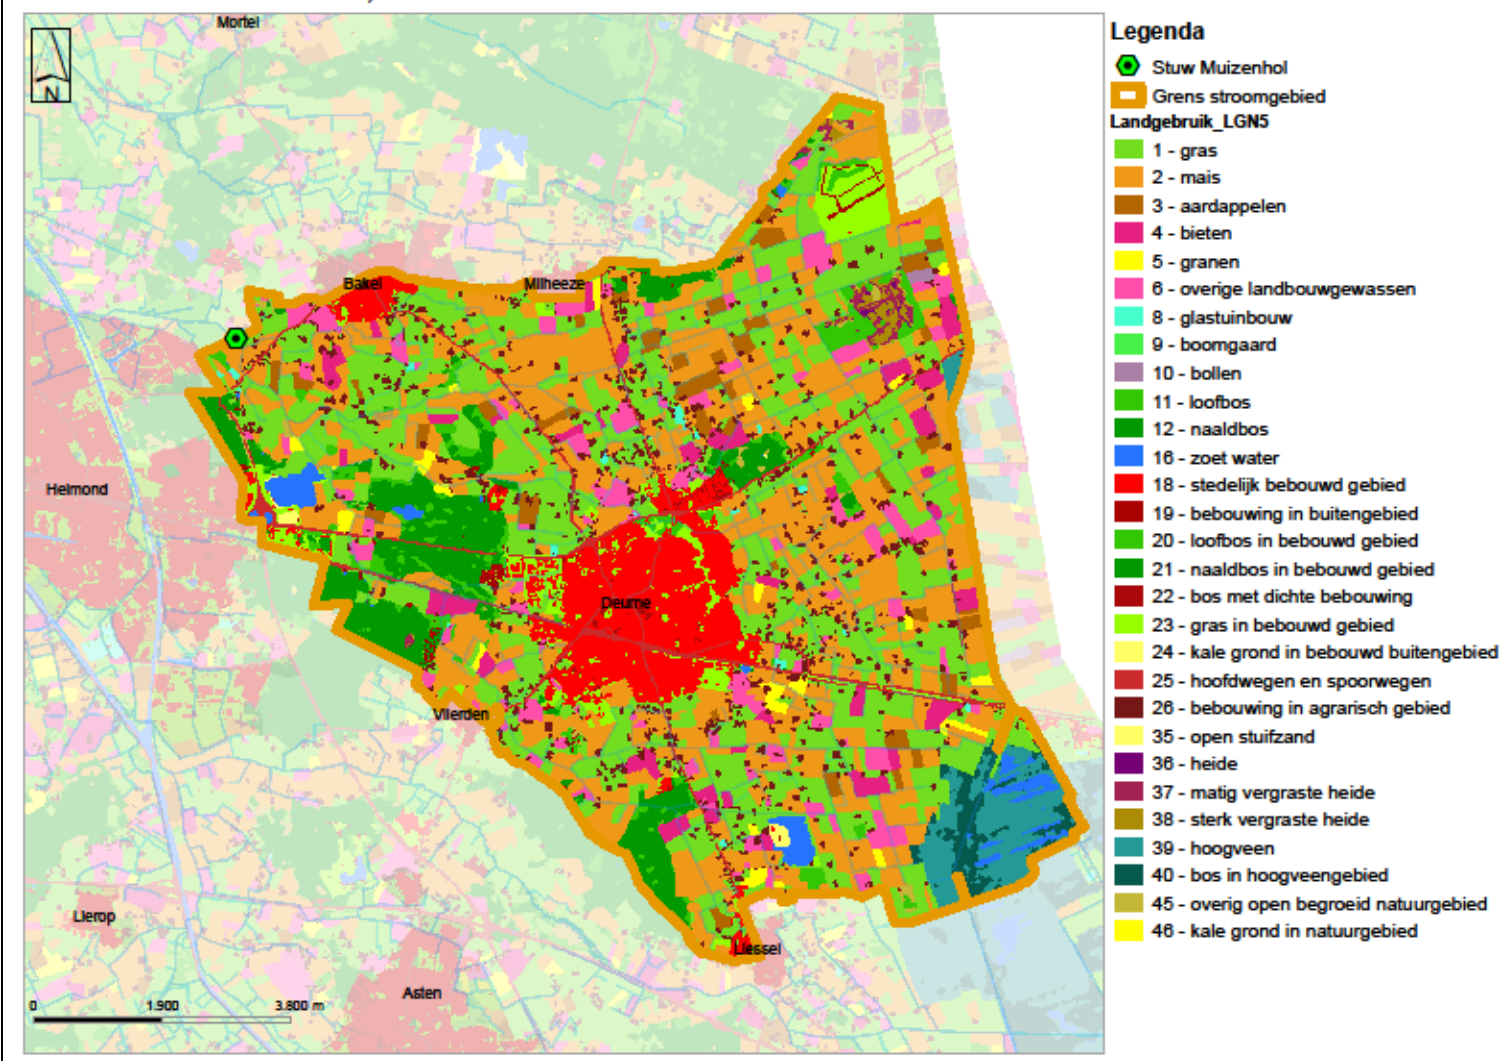 Mortel
N
Bakel
Milheeze
Helmond
Deurne
Vlierden
Lierop
Liessel
Asten
0 1.900 3.800 m
Legenda
Stuw Muizenhol
Grens stroomgebied
Landgebruik_LGN5
1 - gras
2 - mais
3 - aardappelen
4 - bieten
5 - granen
6 - overige landbouwgewassen
8 - glastuinbouw
9 - boomgaard
10 - bollen
11 - loofbos
12 - naaldbos
16 - zoet water
18 - stedelijk bebouwd gebied
19 - bebouwing in buitengebied
20 - loofbos in bebouwd gebied
21 - naaldbos in bebouwd gebied
22 - bos met dichte bebouwing
23 - gras in bebouwd gebied
24 - kale grond in bebouwd buitengebied
25 - hoofdwegen en spoorwegen
26 - bebouwing in agrarisch gebied
35 - open stuifzand
36 - heide
37 - matig vergraste heide
38 - sterk vergraste heide
39 - hoogveen
40 - bos in hoogveengebied
45 - overig open begroeid natuurgebied
46 - kale grond in natuurgebied